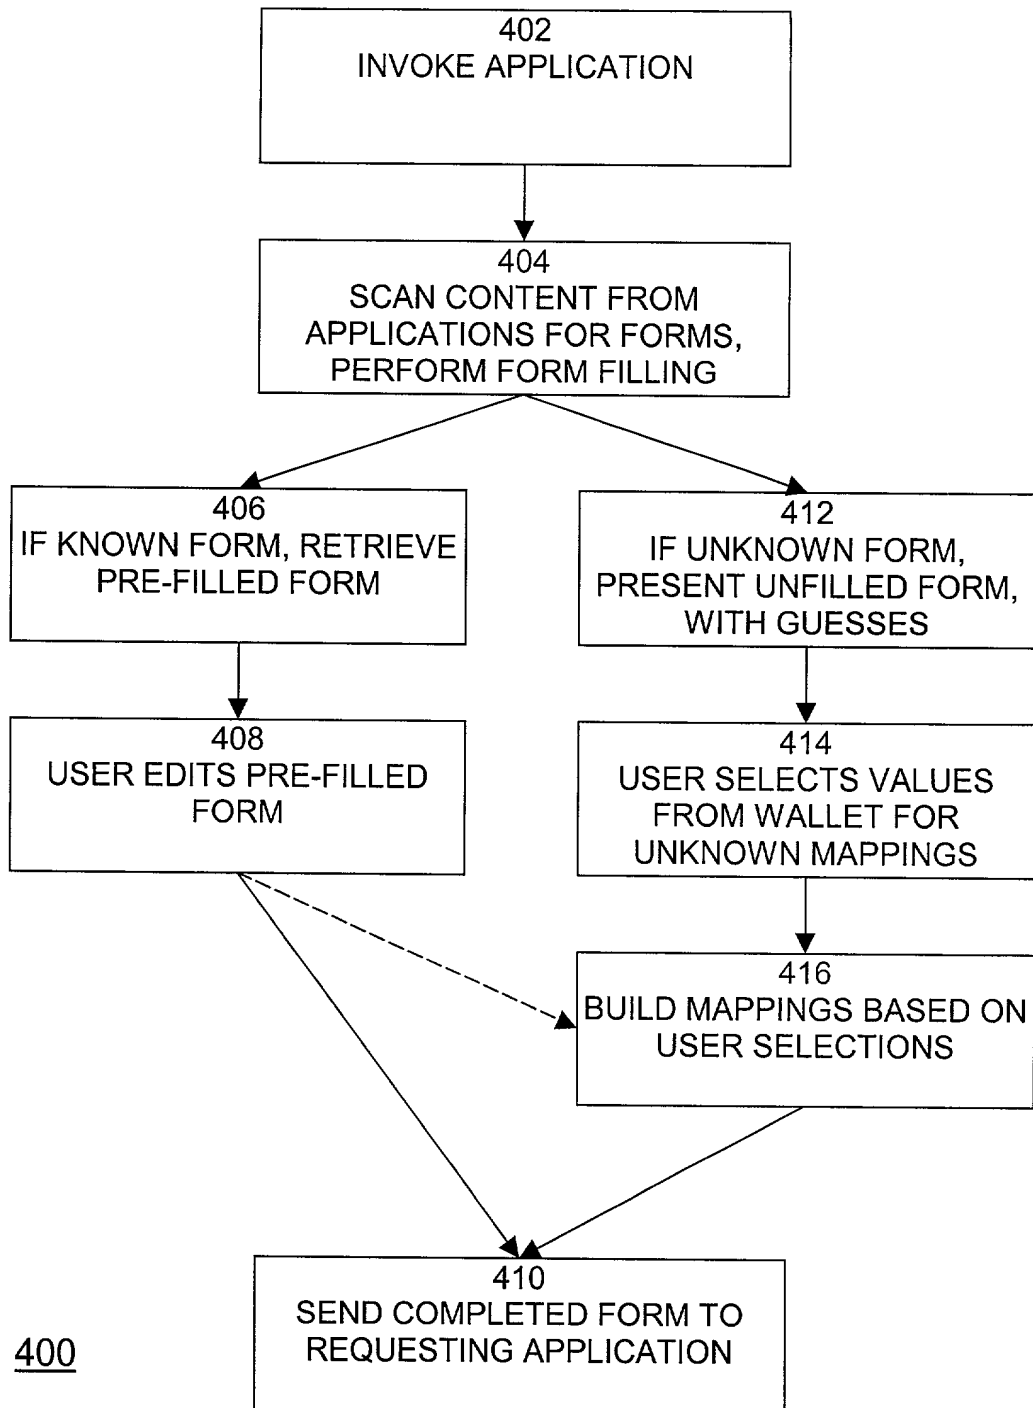 402
INVOKE APPLICATION
404
SCAN CONTENT FROM
APPLICATIONS FOR FORMS,
PERFORM FORM FILLING
406
IF KNOWN FORM, RETRIEVE
PRE-FILLED FORM
412
IF UNKNOWN FORM,
PRESENT UNFILLED FORM,
WITH GUESSES
408
USER EDITS PRE-FILLED
FORM
414
USER SELECTS VALUES
FROM WALLET FOR
UNKNOWN MAPPINGS
416
BUILD MAPPINGS BASED ON
USER SELECTIONS
410
SEND COMPLETED FORM TO
REQUESTING APPLICATION
400